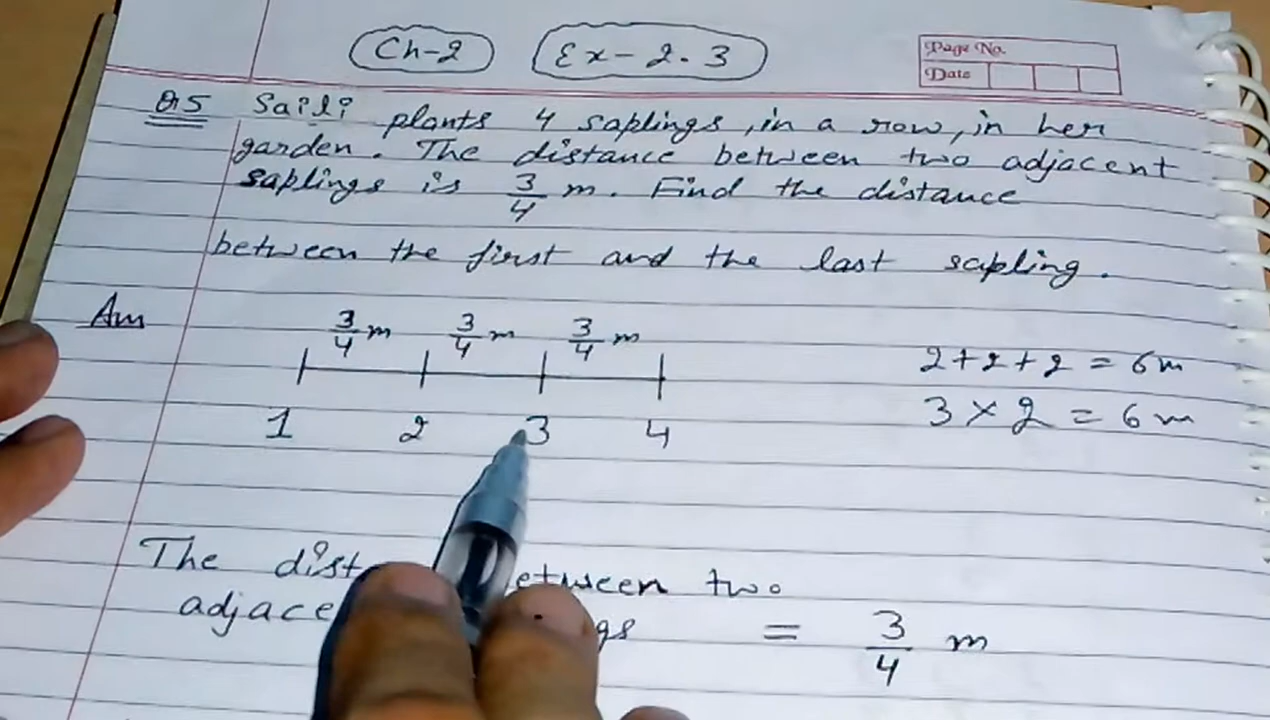 Ch-2 Ex-2.3
Page No.
Date
Q5 Saili plants 4 saplings, in a row, in her
garden. The distance between two adjacent
saplings is 3/4 m. Find the distance
between the first and the last sapling.
Ans
3/4 m 3/4 m 3/4 m
1 2 3 4
2+2+2 = 6m
3 × 2 = 6m
The dist etween two
adjace gs = 3/4 m